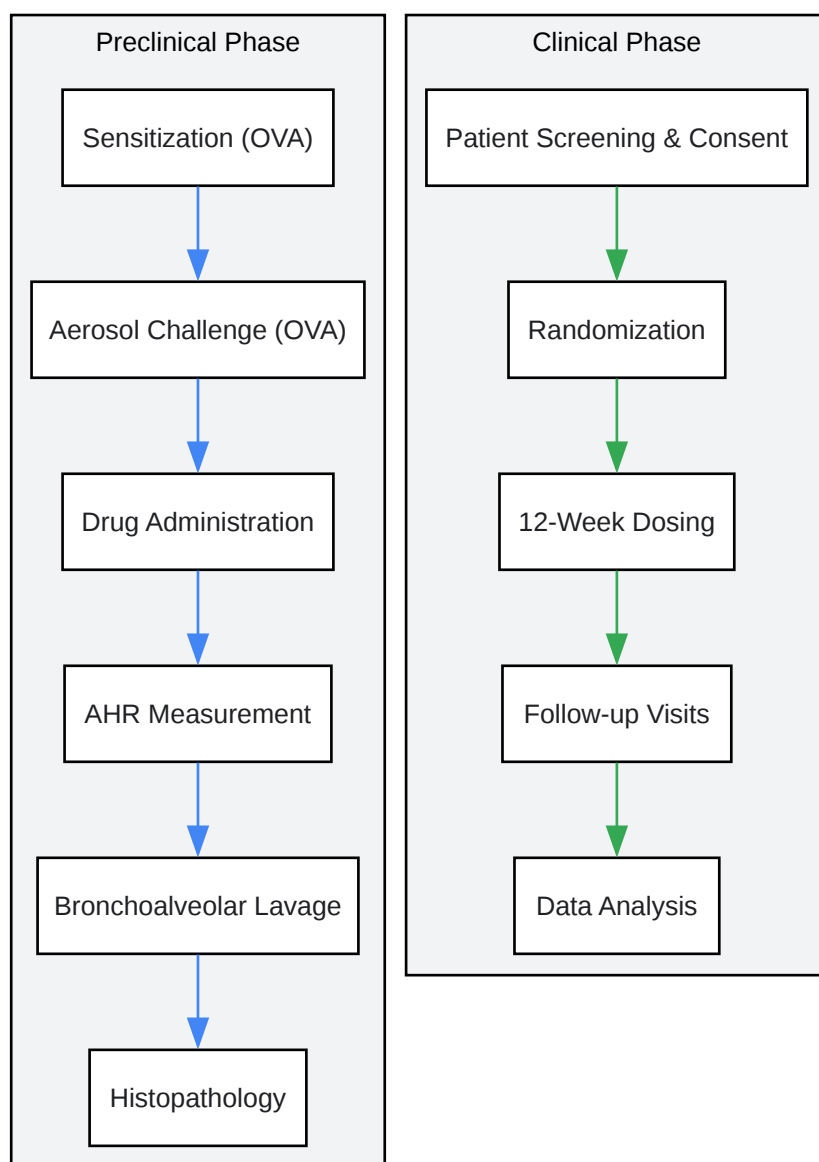 Preclinical Phase
Sensitization (OVA)
Aerosol Challenge (OVA)
Drug Administration
AHR Measurement
Bronchoalveolar Lavage
Histopathology
Clinical Phase
Patient Screening & Consent
Randomization
12-Week Dosing
Follow-up Visits
Data Analysis